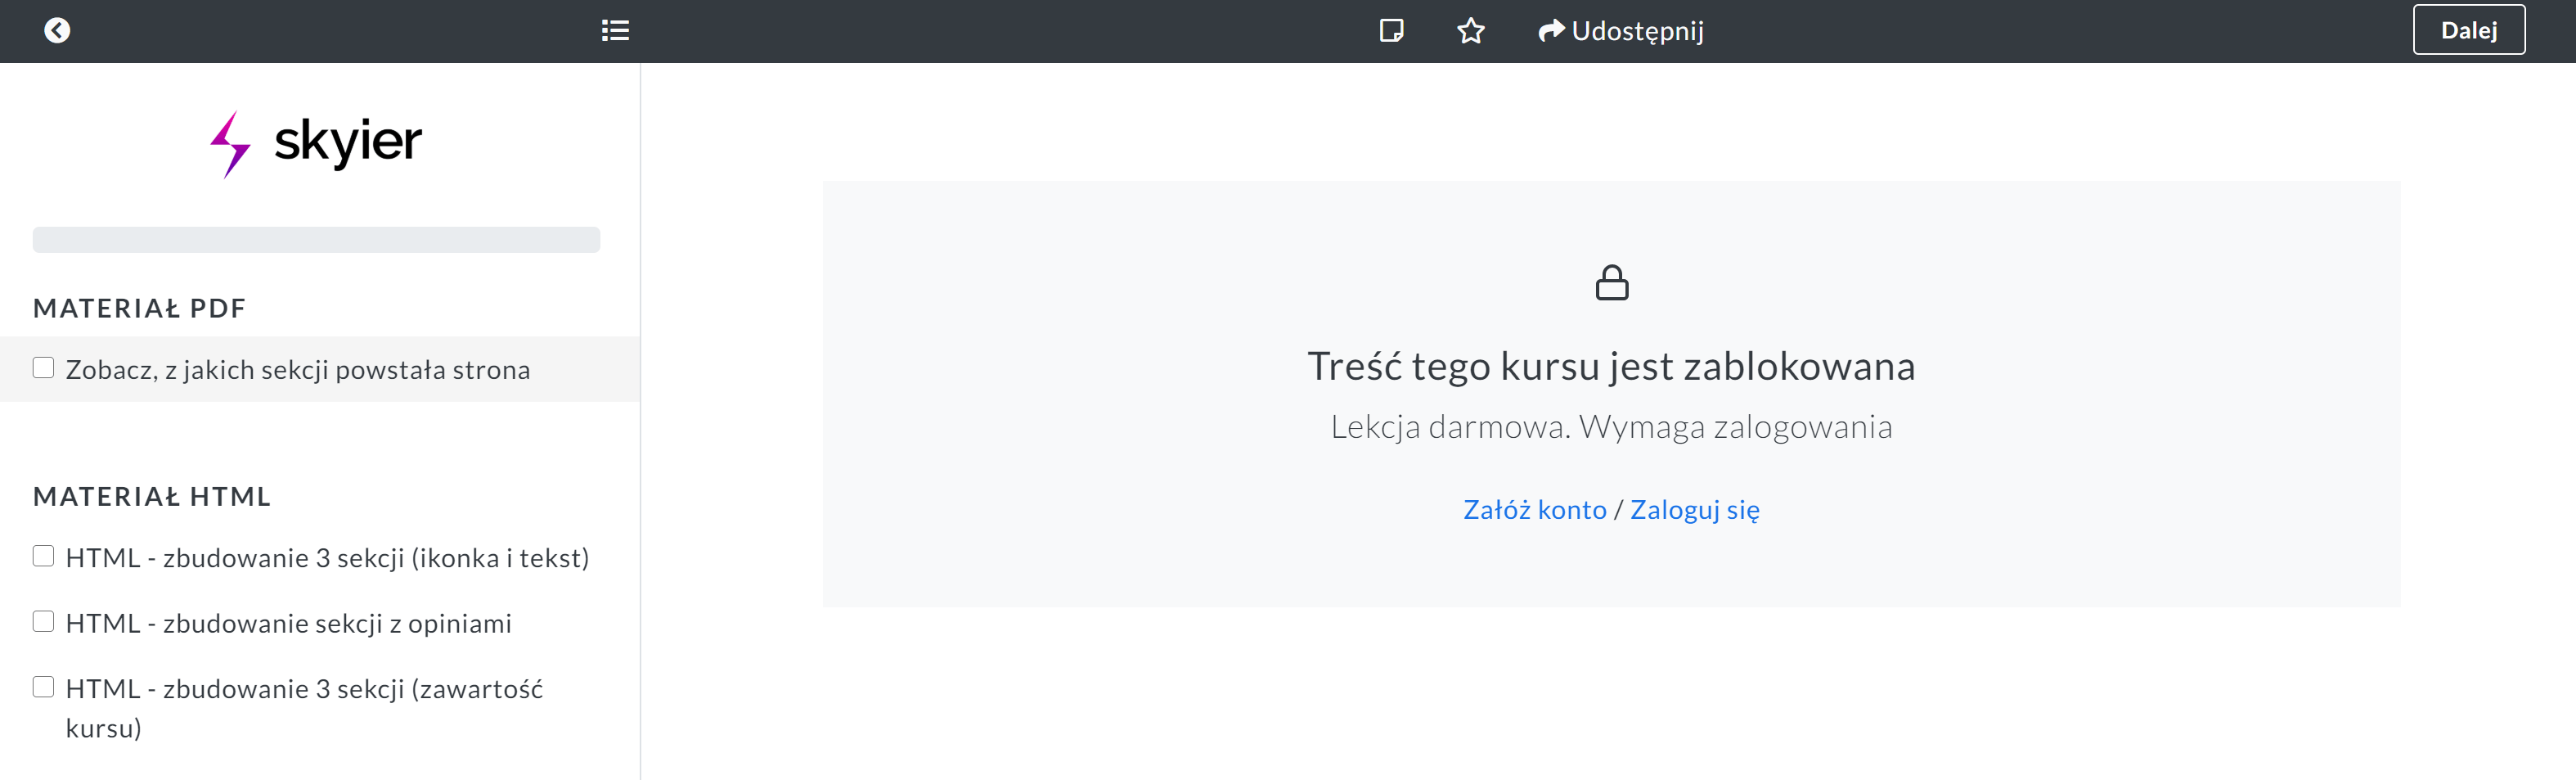 Udostępnij
Dalej
skyier
MATERIAŁ PDF
Zobacz, z jakich sekcji powstała strona
MATERIAŁ HTML
HTML - zbudowanie 3 sekcji (ikonka i tekst)
HTML - zbudowanie sekcji z opiniami
HTML - zbudowanie 3 sekcji (zawartość
kursu)
Treść tego kursu jest zablokowana
Lekcja darmowa. Wymaga zalogowania
Załóż konto / Zaloguj się